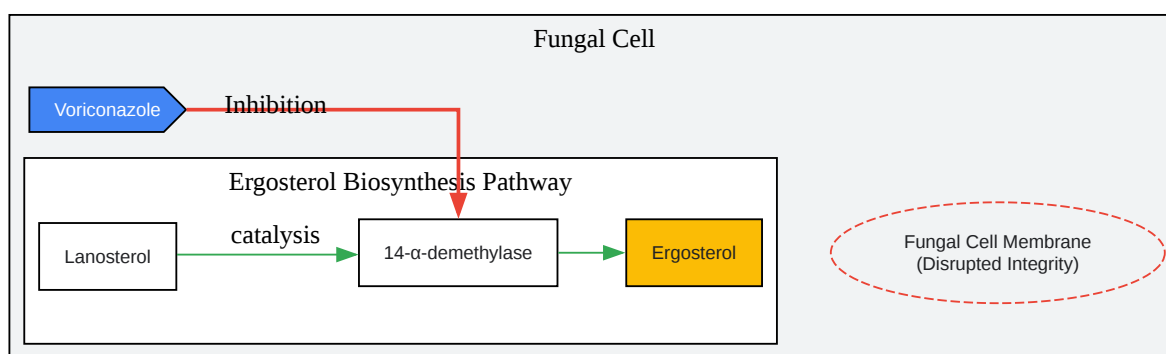 Fungal Cell
Voriconazole
Inhibition
Ergosterol Biosynthesis Pathway
Lanosterol
catalysis
14-α-demethylase
Ergosterol
Fungal Cell Membrane
(Disrupted Integrity)